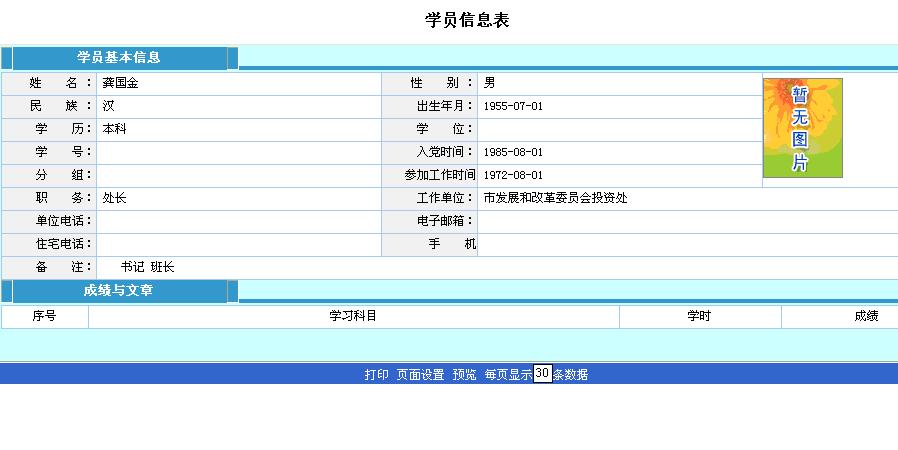 学员信息表
学员基本信息
姓 名： 龚国金 性 别： 男
民 族： 汉 出生年月： 1955-07-01
学 历： 本科 学 位：
学 号： 入党时间： 1985-08-01
分 组： 参加工作时间 1972-08-01
职 务： 处长 工作单位： 市发展和改革委员会投资处
单位电话： 电子邮箱：
住宅电话： 手 机
备 注： 书记 班长
暂
无
图
片
成绩与文章
序号 学习科目 学时 成绩
打印 页面设置 预览 每页显示 30 条数据